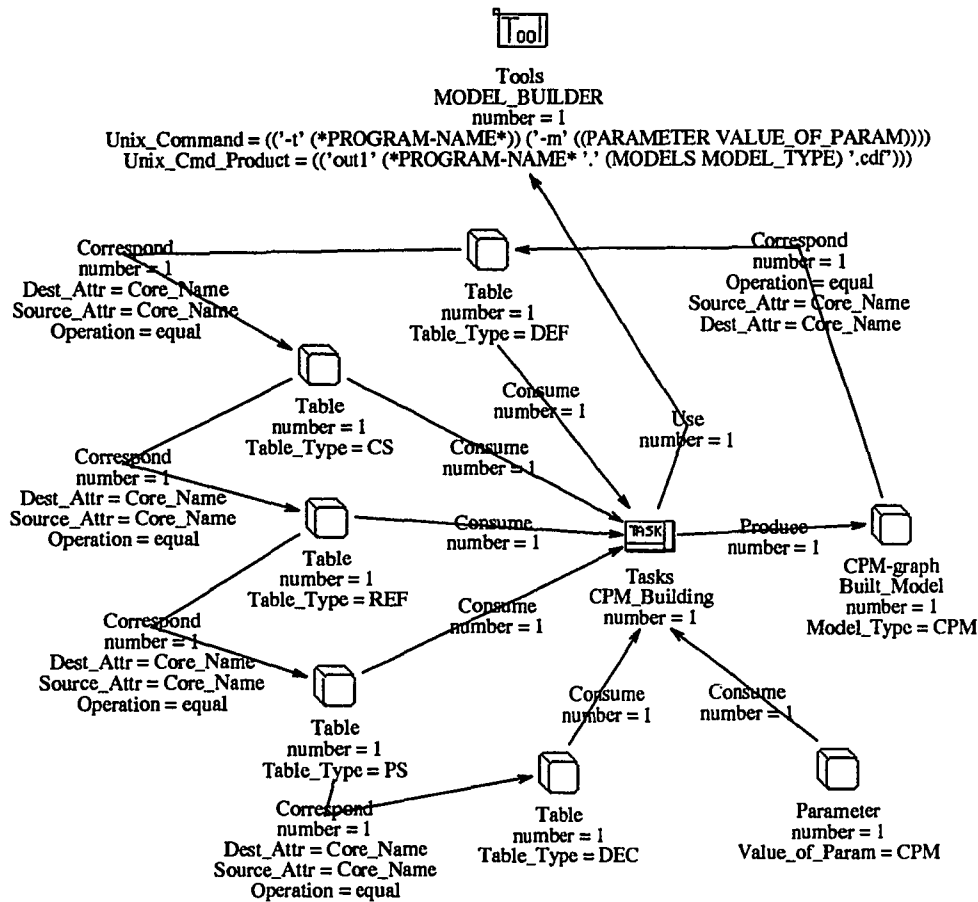 Tool
Tools
MODEL_BUILDER
number = 1
Unix_Command = (('-t' (*PROGRAM-NAME*)) ('-m' ((PARAMETER VALUE_OF_PARAM))))
Unix_Cmd_Product = (('out1' (*PROGRAM-NAME* '.' (MODELS MODEL_TYPE) '.cdf')))
Correspond
number = 1
Dest_Attr = Core_Name
Source_Attr = Core_Name
Operation = equal
Table
number = 1
Table_Type = DEF
Correspond
number = 1
Operation = equal
Source_Attr = Core_Name
Dest_Attr = Core_Name
Table
number = 1
Table_Type = CS
Consume
number = 1
Consume
number = 1
Use
number = 1
Correspond
number = 1
Dest_Attr = Core_Name
Source_Attr = Core_Name
Operation = equal
Table
number = 1
Table_Type = REF
Consume
number = 1
TASK
Tasks
CPM_Building
number = 1
Produce
number = 1
CPM-graph
Built_Model
number = 1
Model_Type = CPM
Correspond
number = 1
Dest_Attr = Core_Name
Source_Attr = Core_Name
Operation = equal
Consume
number = 1
Table
number = 1
Table_Type = PS
Consume
number = 1
Consume
number = 1
Correspond
number = 1
Dest_Attr = Core_Name
Source_Attr = Core_Name
Operation = equal
Table
number = 1
Table_Type = DEC
Parameter
number = 1
Value_of_Param = CPM